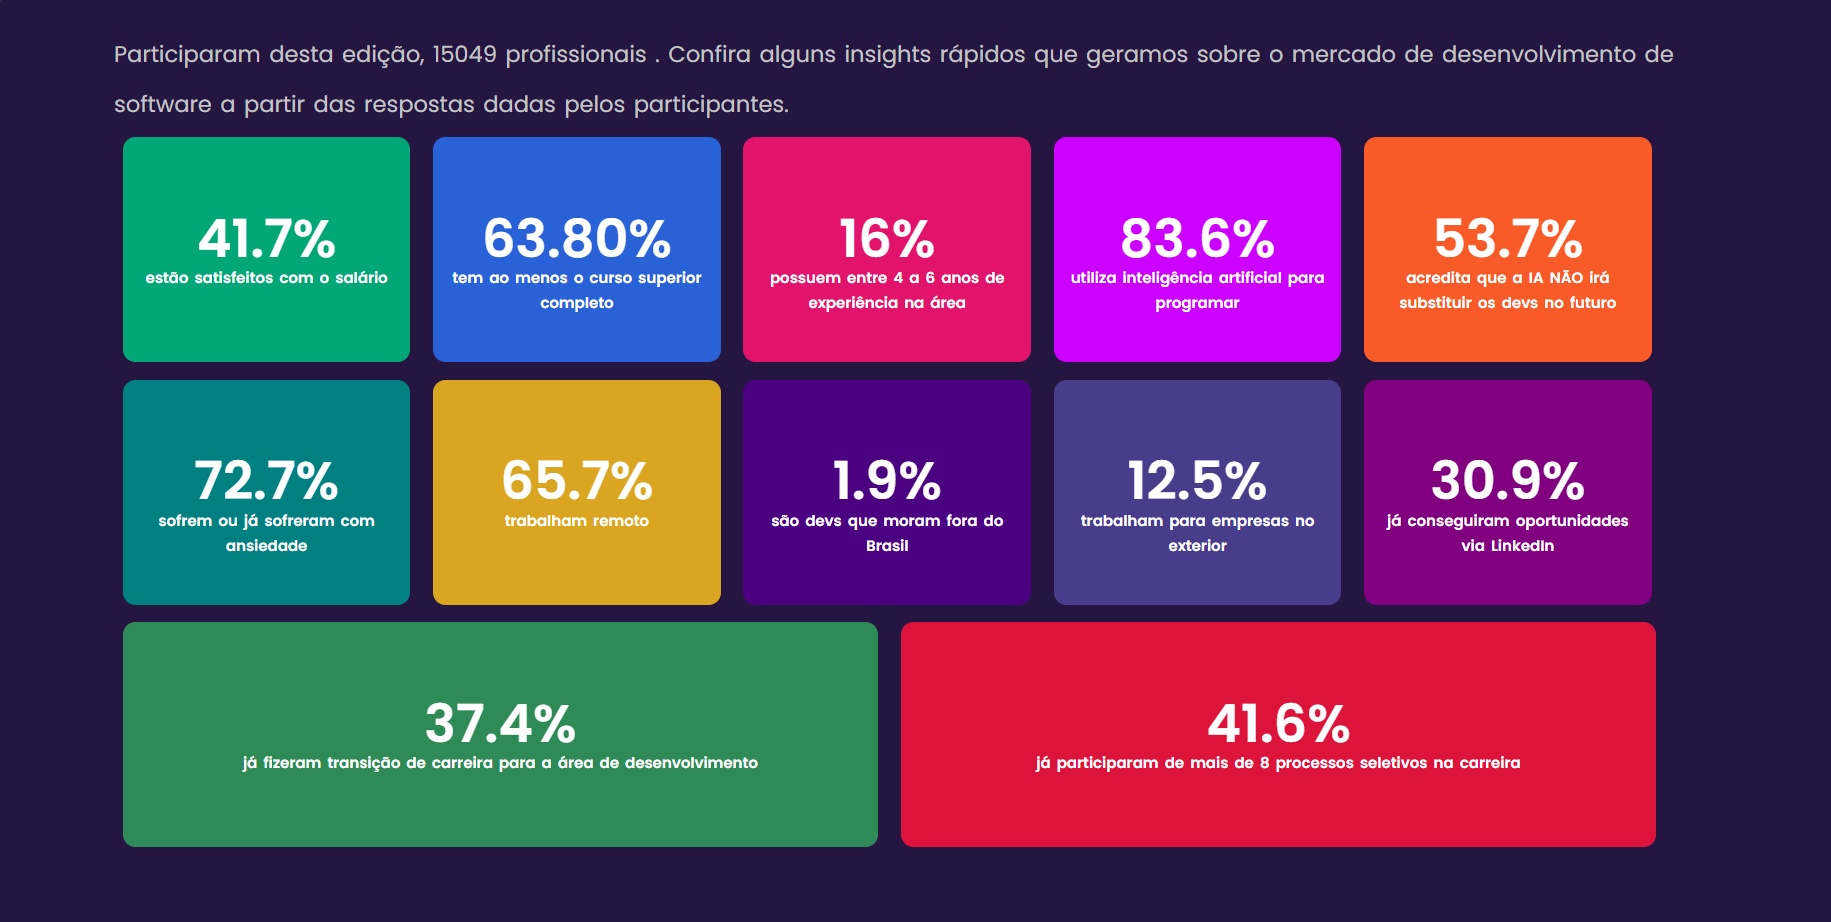 Participaram desta edição, 15049 profissionais . Confira alguns insights rápidos que geramos sobre o mercado de desenvolvimento de
software a partir das respostas dadas pelos participantes.
41.7%
estão satisfeitos com o salário
63.80%
tem ao menos o curso superior
completo
16%
possuem entre 4 a 6 anos de
experiência na área
83.6%
utiliza inteligência artificial para
programar
53.7%
acredita que a IA NÃO irá
substituir os devs no futuro
72.7%
sofrem ou já sofreram com
ansiedade
65.7%
trabalham remoto
1.9%
são devs que moram fora do
Brasil
12.5%
trabalham para empresas no
exterior
30.9%
já conseguiram oportunidades
via LinkedIn
37.4%
já fizeram transição de carreira para a área de desenvolvimento
41.6%
já participaram de mais de 8 processos seletivos na carreira